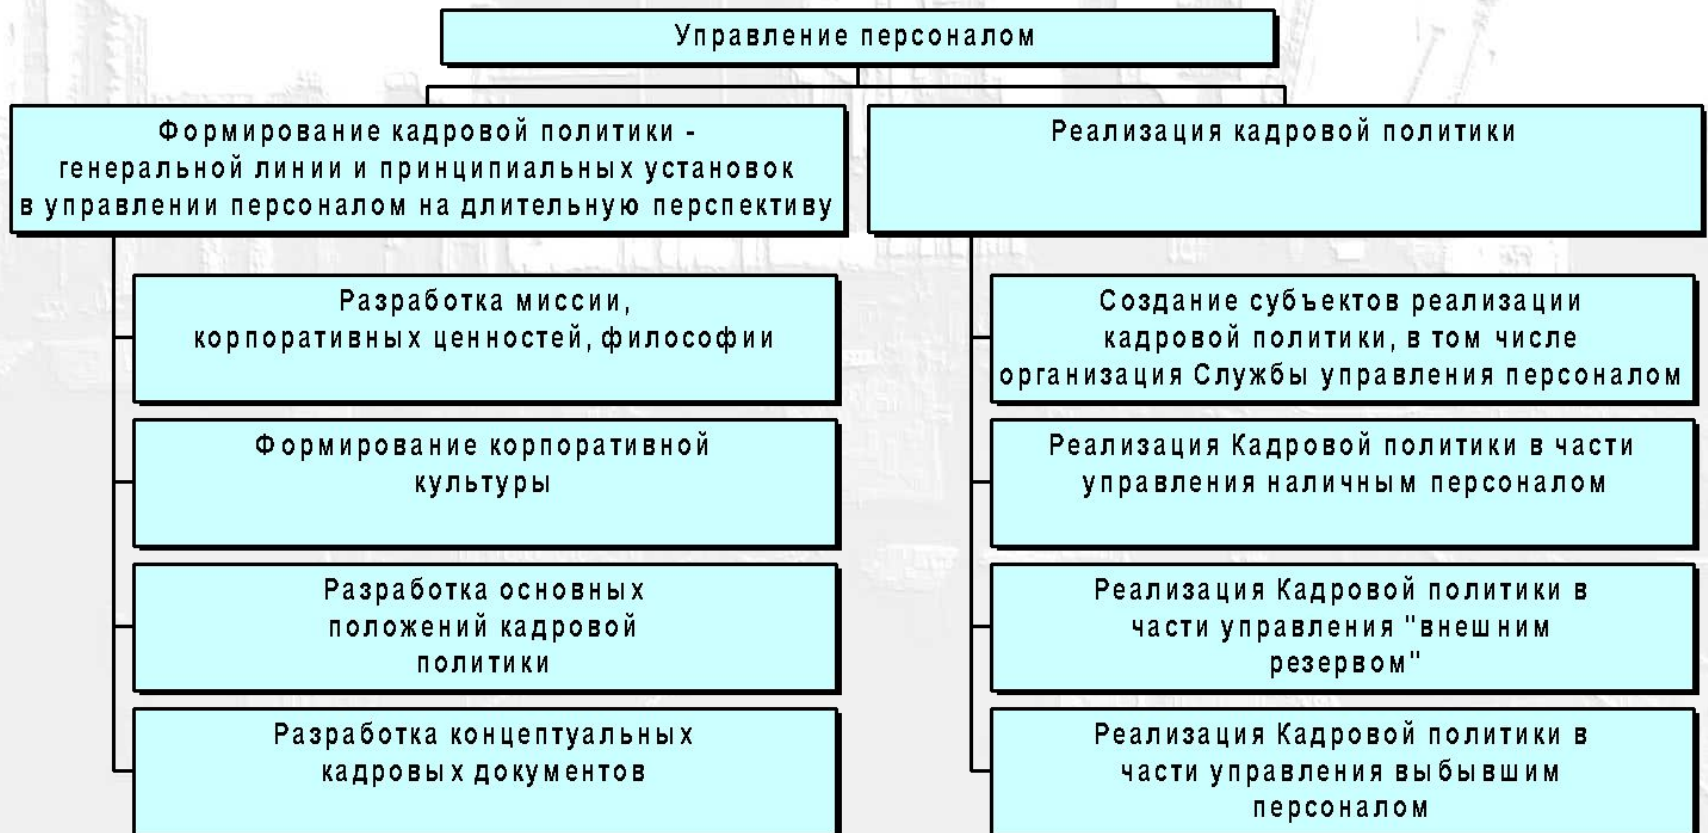 Управление персоналом
Формирование кадровой политики -
генеральной линии и принципиальных установок
в управлении персоналом на длительную перспективу
Разработка миссии,
корпоративных ценностей, философии
Формирование корпоративной
культуры
Разработка основных
положений кадровой
политики
Разработка концептуальных
кадровых документов
Реализация кадровой политики
Создание субъектов реализации
кадровой политики, в том числе
организация Службы управления персоналом
Реализация Кадровой политики в части
управления наличным персоналом
Реализация Кадровой политики в
части управления "внешним
резервом"
Реализация Кадровой политики в
части управления выбывшим
персоналом